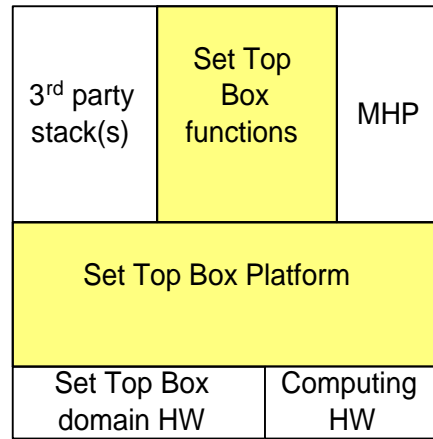 3rd party
stack(s)
Set Top
Box
functions
MHP
Set Top Box Platform
Set Top Box
domain HW
Computing
HW